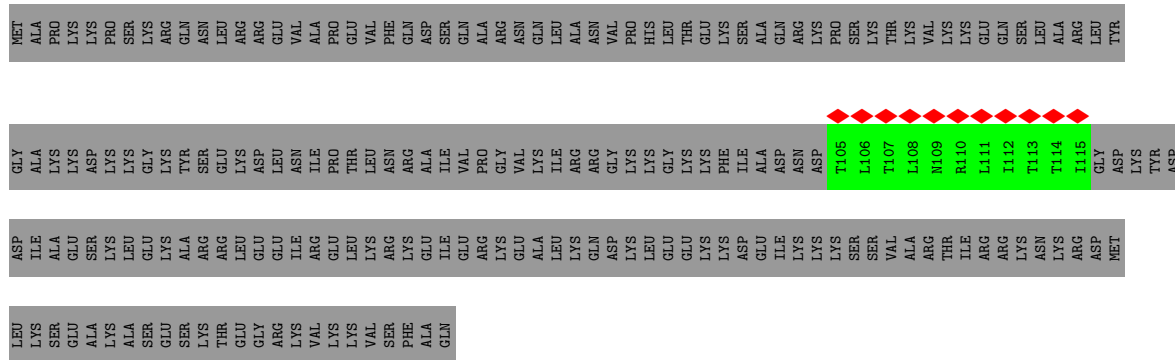 MET ALA PRO LYS LYS PRO SER LYS ARG GLN ASN LEU ARG ARG GLU VAL ALA PRO GLU VAL PHE GLN ASP SER GLN ALA ARG ASN GLN LEU ALA ASN VAL PRO HIS LEU THR GLU LYS SER ALA GLN ARG LYS PRO SER LYS THR LYS VAL LYS LYS GLU GLN SER LEU ALA ARG LEU TYR
GLY ALA LYS LYS ASP LYS LYS GLY LYS TYR SER GLU LYS ASP LEU ASN ILE PRO THR LEU ASN ARG ALA ILE VAL PRO GLY VAL LYS ILE ARG ARG GLY LYS LYS GLY LYS LYS PHE ILE ALA ASP ASN ASP T105 L106 T107 L108 N109 R110 L111 I112 T113 T114 I115 GLY ASP LYS TYR ASP
ASP ILE ALA GLU SER LYS LEU GLU LYS ALA ARG ARG LEU GLU GLU ILE ARG GLU LEU LYS ARG LYS GLU ILE GLU ARG LYS GLU ALA LEU LYS GLN ASP LYS LEU GLU GLU LYS LYS ASP GLU ILE LYS LYS LYS SER SER VAL ALA ARG THR ILE ARG ARG LYS ASN LYS ARG ASP MET
LEU LYS SER GLU ALA LYS ALA SER GLU SER LYS THR GLU GLY ARG LYS VAL LYS LYS VAL SER PHE ALA GLN